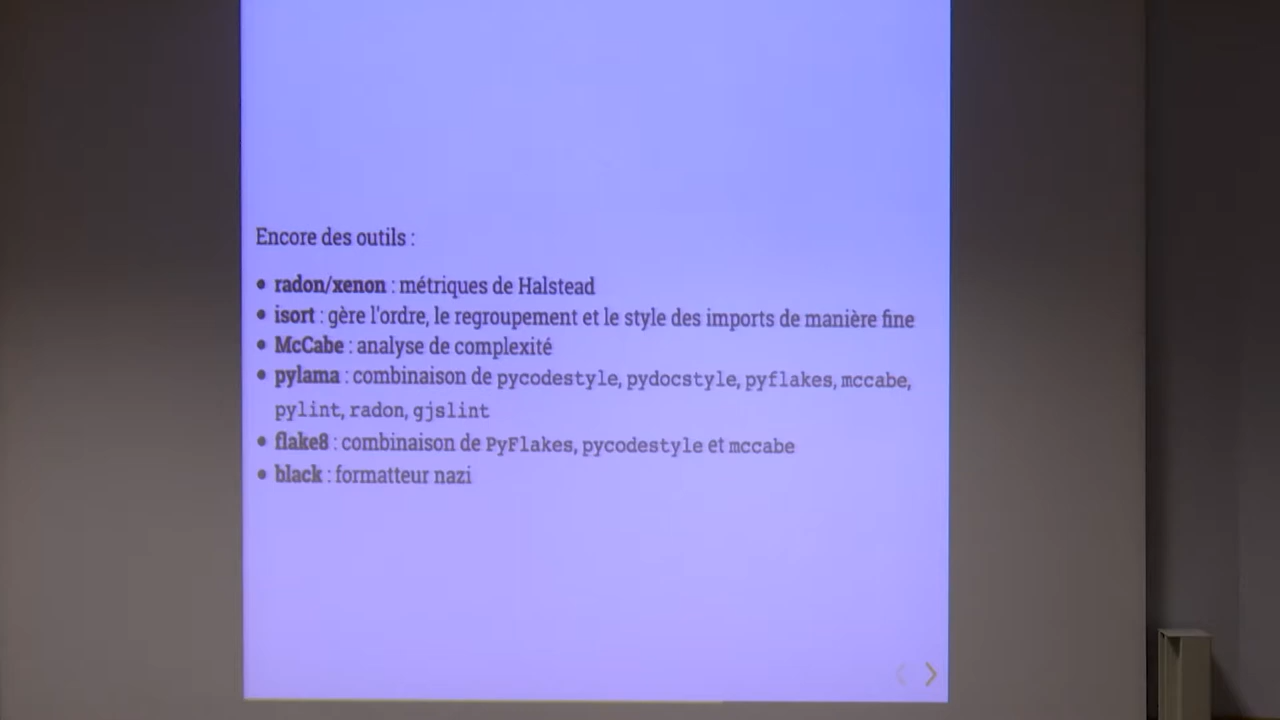 Encore des outils :
• radon/xenon : métriques de Halstead
• isort : gère l'ordre, le regroupement et le style des imports de manière fine
• McCabe : analyse de complexité
• pylama : combinaison de pycodestyle, pydocstyle, pyflakes, mccabe,
pylint, radon, gjslint
• flake8 : combinaison de PyFlakes, pycodestyle et mccabe
• black : formatteur nazi